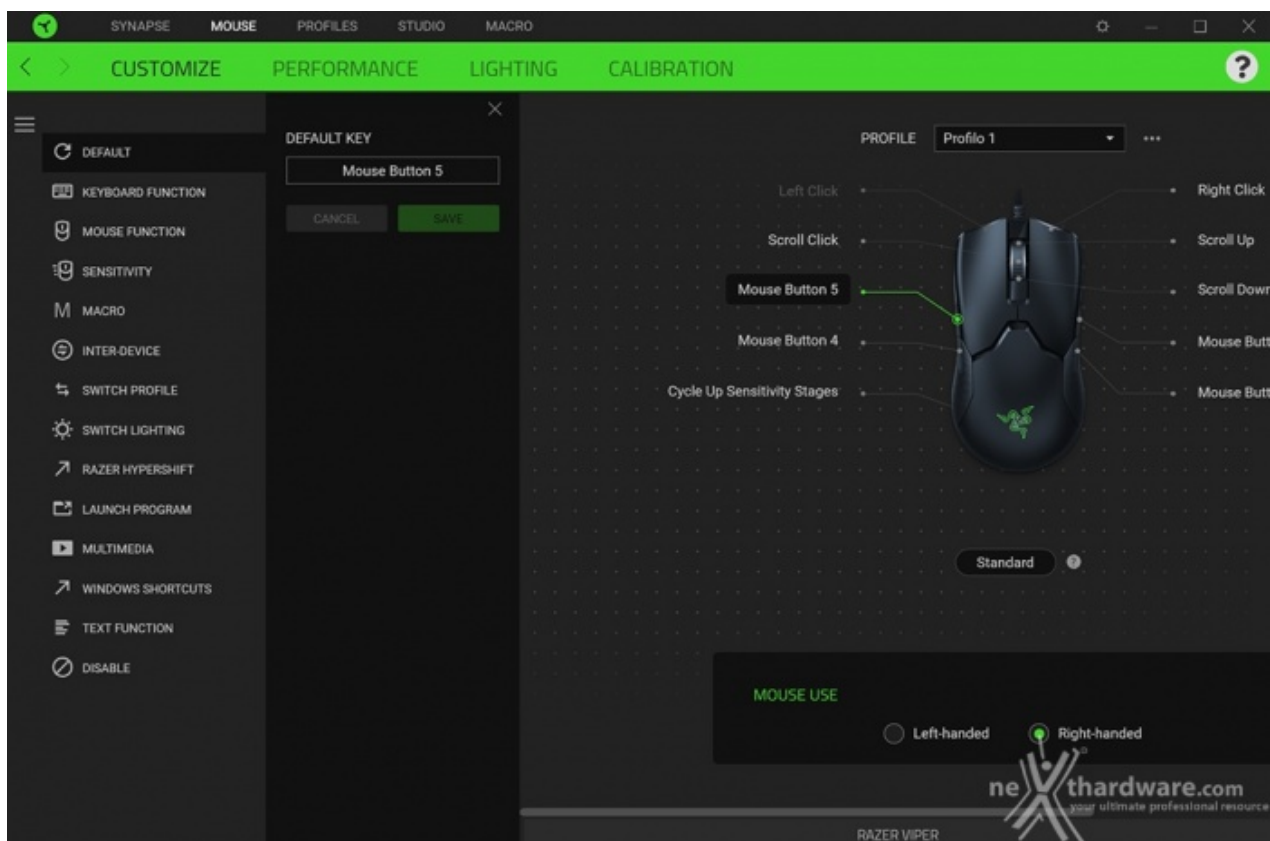 SYNAPSE MOUSE PROFILES STUDIO MACRO
CUSTOMIZE PERFORMANCE LIGHTING CALIBRATION ?
DEFAULT
KEYBOARD FUNCTION
MOUSE FUNCTION
SENSITIVITY
M MACRO
INTER-DEVICE
SWITCH PROFILE
SWITCH LIGHTING
RAZER HYPERSHIFT
LAUNCH PROGRAM
MULTIMEDIA
WINDOWS SHORTCUTS
TEXT FUNCTION
DISABLE
DEFAULT KEY
Mouse Button 5
CANCEL SAVE
PROFILE Profilo 1
Left Click
Scroll Click
Mouse Button 5
Mouse Button 4
Cycle Up Sensitivity Stages
Right Click
Scroll Up
Scroll Down
Mouse Butt
Mouse Butt
Standard ?
MOUSE USE
Left-handed Right-handed
neXthardware.com
your ultimate professional resource
RAZER VIPER